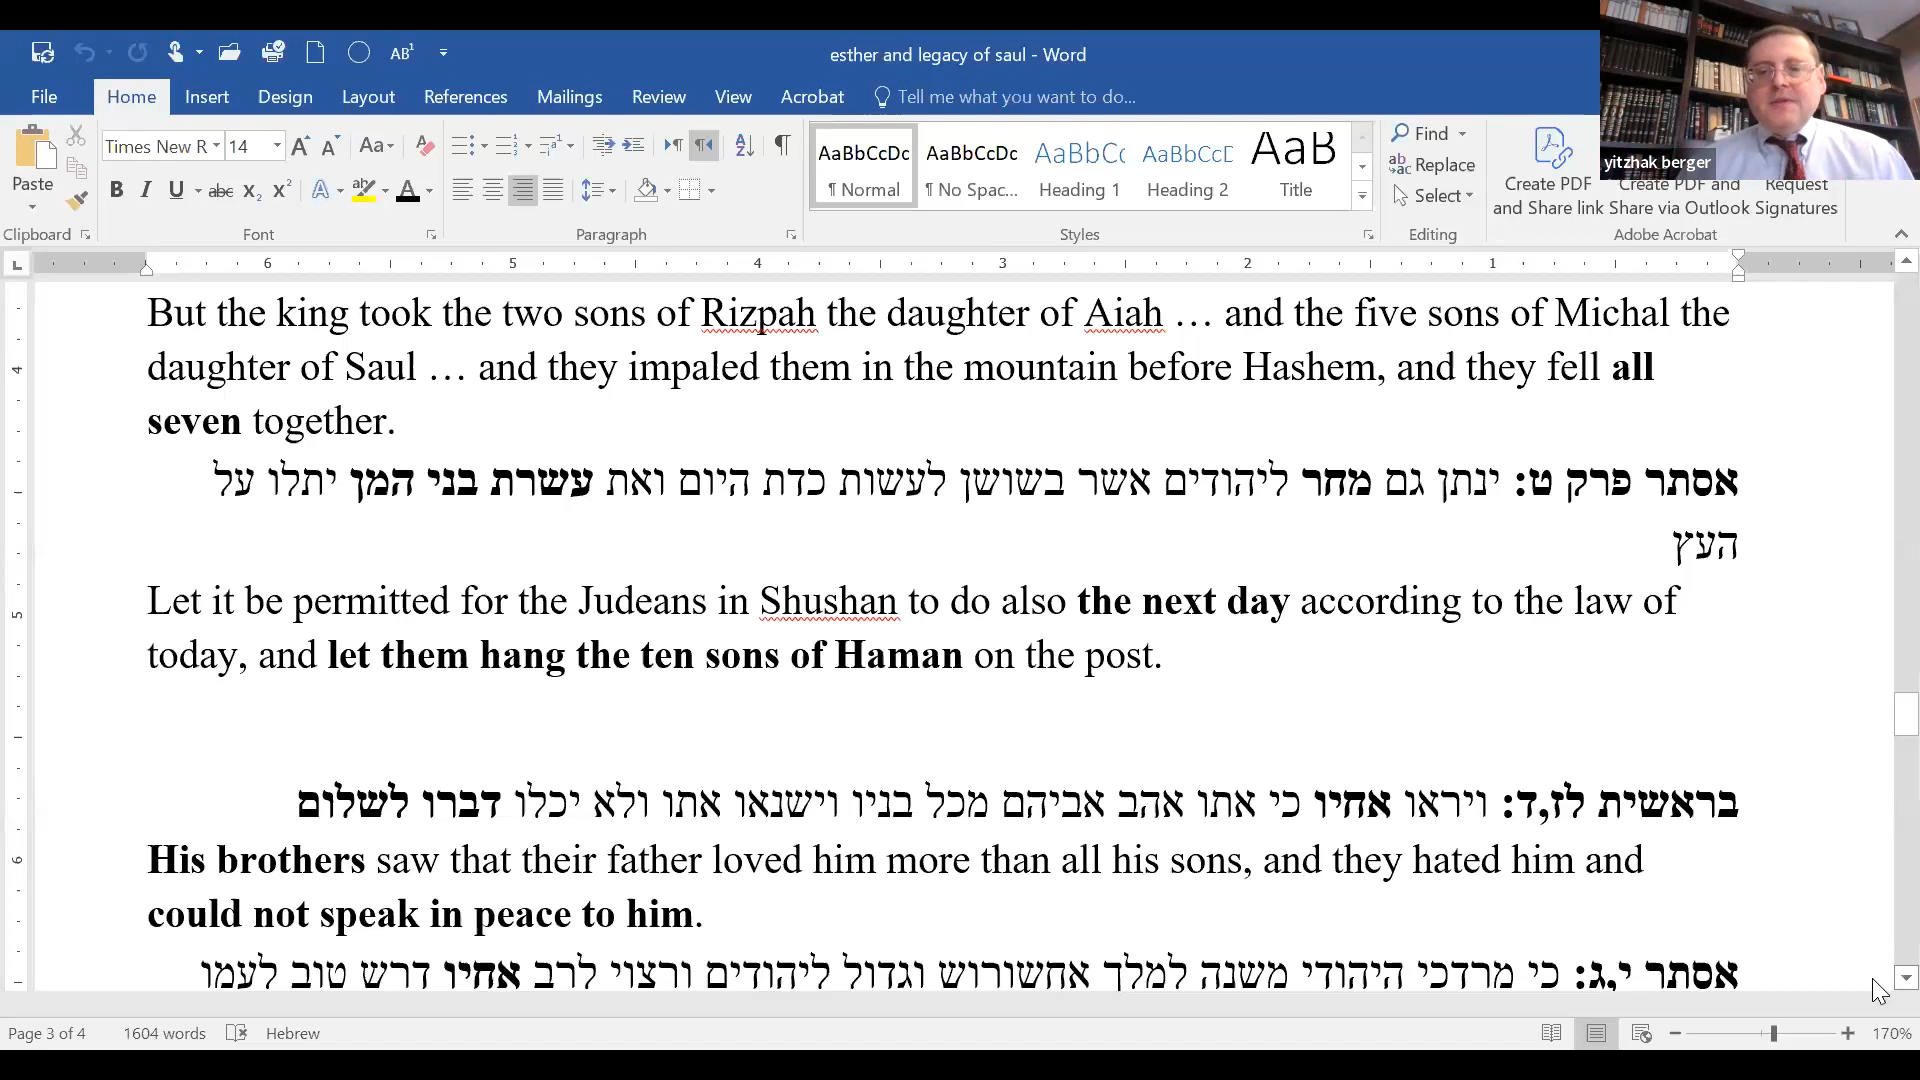 esther and legacy of saul - Word
File Home Insert Design Layout References Mailings Review View Acrobat Tell me what you want to do...
yitzhak berger
Paste
Times New R 14
AaBbCcDc AaBbCcDc AaBbCc AaBbCcD AaB
¶ Normal ¶ No Spac... Heading 1 Heading 2 Title
Find
Replace
Select
Create PDF and Share link
Create PDF and Share via Outlook
Request Signatures
Clipboard Font Paragraph Styles Editing Adobe Acrobat
6 5 4 3 2 1
But the king took the two sons of Rizpah the daughter of Aiah … and the five sons of Michal the
daughter of Saul … and they impaled them in the mountain before Hashem, and they fell all
seven together.
אסתר פרק ט: ינתן גם מחר ליהודים אשר בשושן לעשות כדת היום ואת עשרת בני המן יתלו על
העץ
Let it be permitted for the Judeans in Shushan to do also the next day according to the law of
today, and let them hang the ten sons of Haman on the post.
בראשית לז,ד: ויראו אחיו כי אתו אהב אביהם מכל בניו וישנאו אתו ולא יכלו דברו לשלום
His brothers saw that their father loved him more than all his sons, and they hated him and
could not speak in peace to him.
אסתר י,ג: כי מרדכי היהודי משנה למלך אחשורוש וגדול ליהודים ורצוי לרב אחיו דרש טוב לעמו
Page 3 of 4 1604 words Hebrew 170%